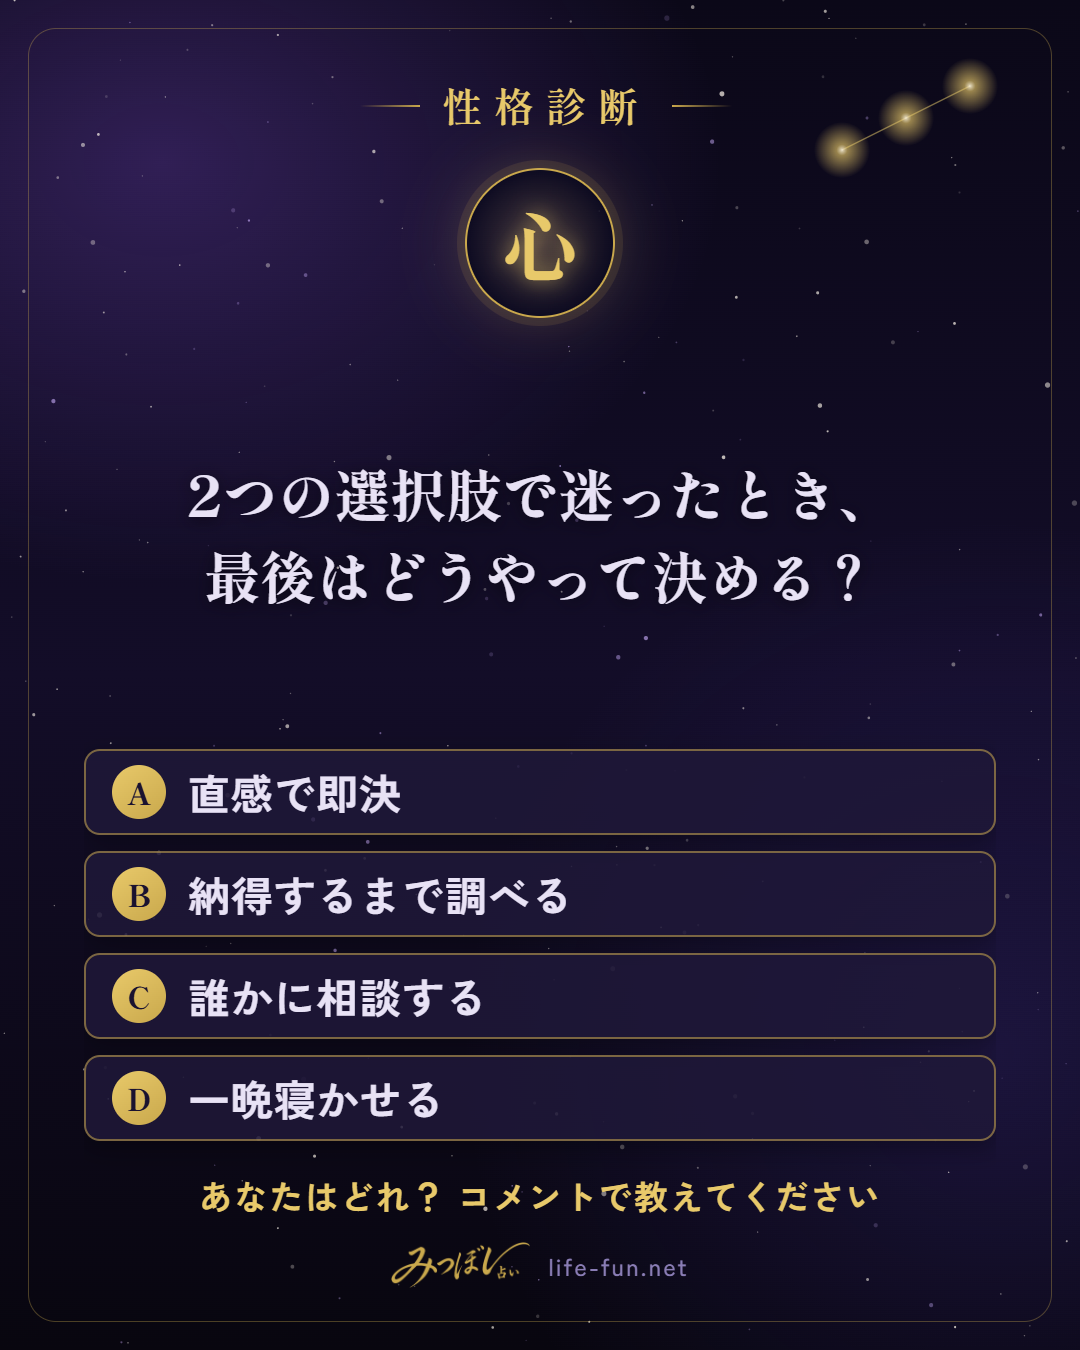 性格診断
心
2つの選択肢で迷ったとき、
最後はどうやって決める？
A 直感で即決
B 納得するまで調べる
C 誰かに相談する
D 一晩寝かせる
あなたはどれ？ コメントで教えてください
みつぼし占い life-fun.net